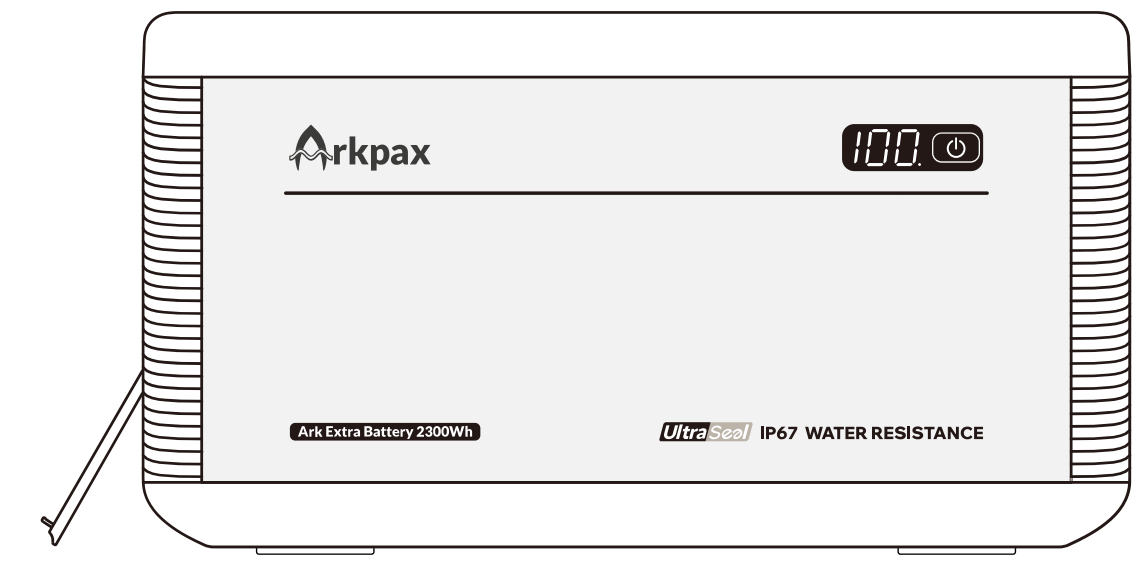 Arkpax
100.
Ark Extra Battery 2300Wh
UltraSeal IP67 WATER RESISTANCE